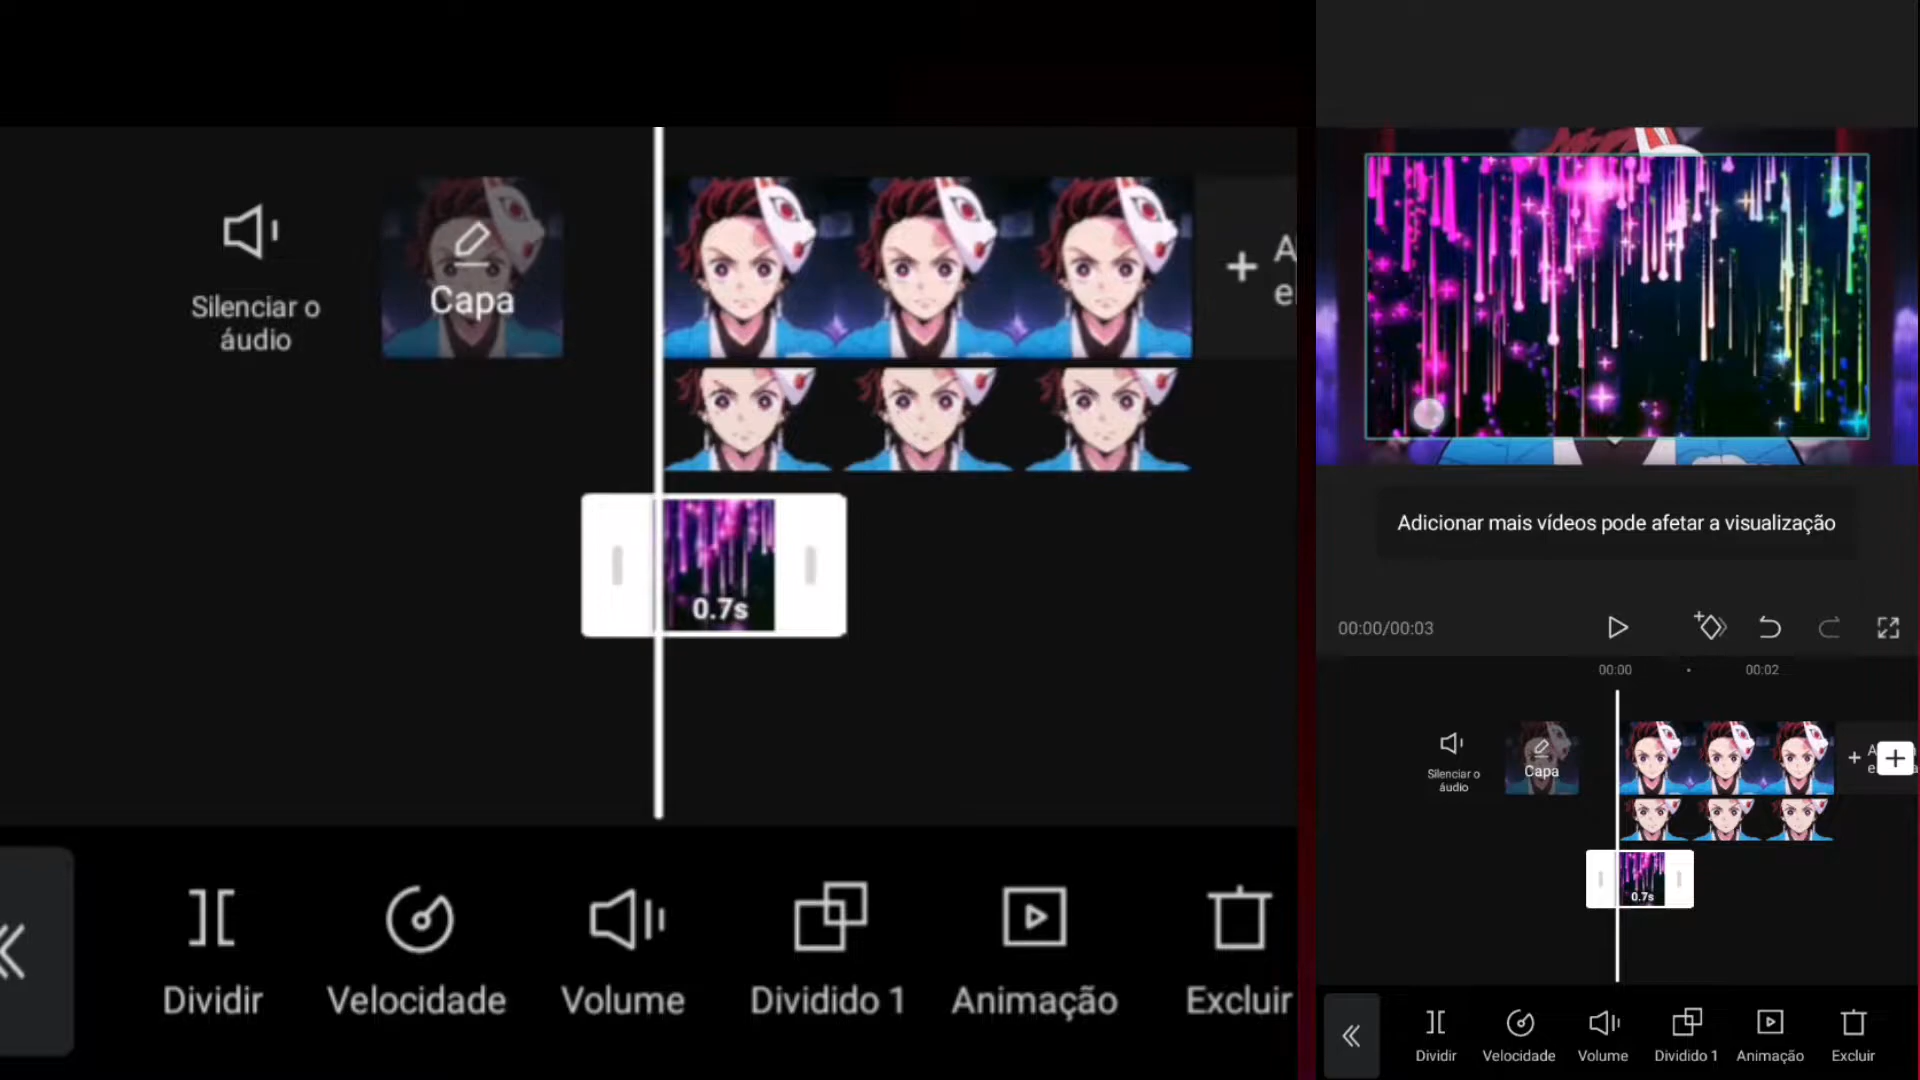 Silenciar o
áudio
Capa
+ A
e
0.7s
Dividir
Velocidade
Volume
Dividido 1
Animação
Excluir
Adicionar mais vídeos pode afetar a visualização
00:00/00:03
00:00
00:02
Silenciar o
áudio
Capa
+ A
e
+
0.7s
Dividir
Velocidade
Volume
Dividido 1
Animação
Excluir